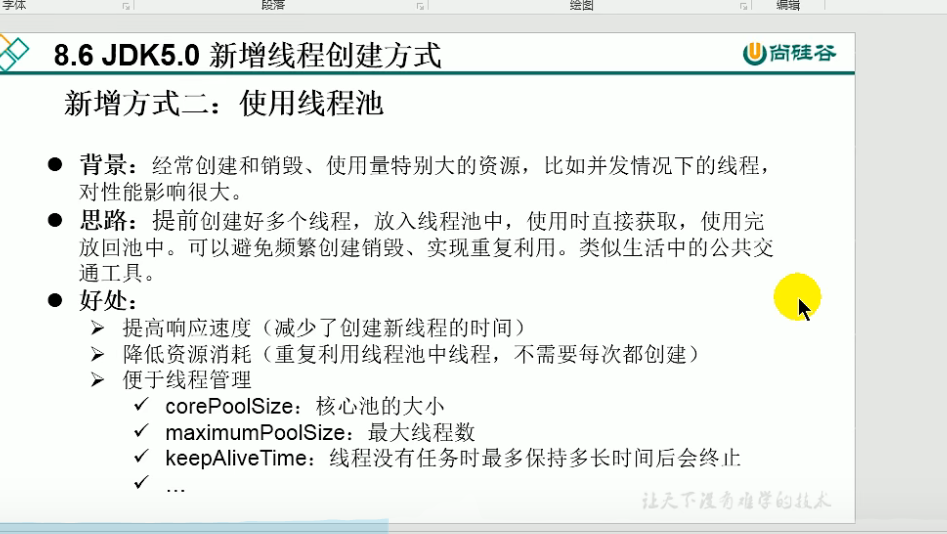 字体 段落 绘图 编辑
8.6 JDK5.0 新增线程创建方式
尚硅谷
新增方式二：使用线程池
● 背景：经常创建和销毁、使用量特别大的资源，比如并发情况下的线程，
对性能影响很大。
● 思路：提前创建好多个线程，放入线程池中，使用时直接获取，使用完
放回池中。可以避免频繁创建销毁、实现重复利用。类似生活中的公共交
通工具。
● 好处：
➢ 提高响应速度（减少了创建新线程的时间）
➢ 降低资源消耗（重复利用线程池中线程，不需要每次都创建）
➢ 便于线程管理
✓ corePoolSize：核心池的大小
✓ maximumPoolSize：最大线程数
✓ keepAliveTime：线程没有任务时最多保持多长时间后会终止
✓ …
让天下没有难学的技术